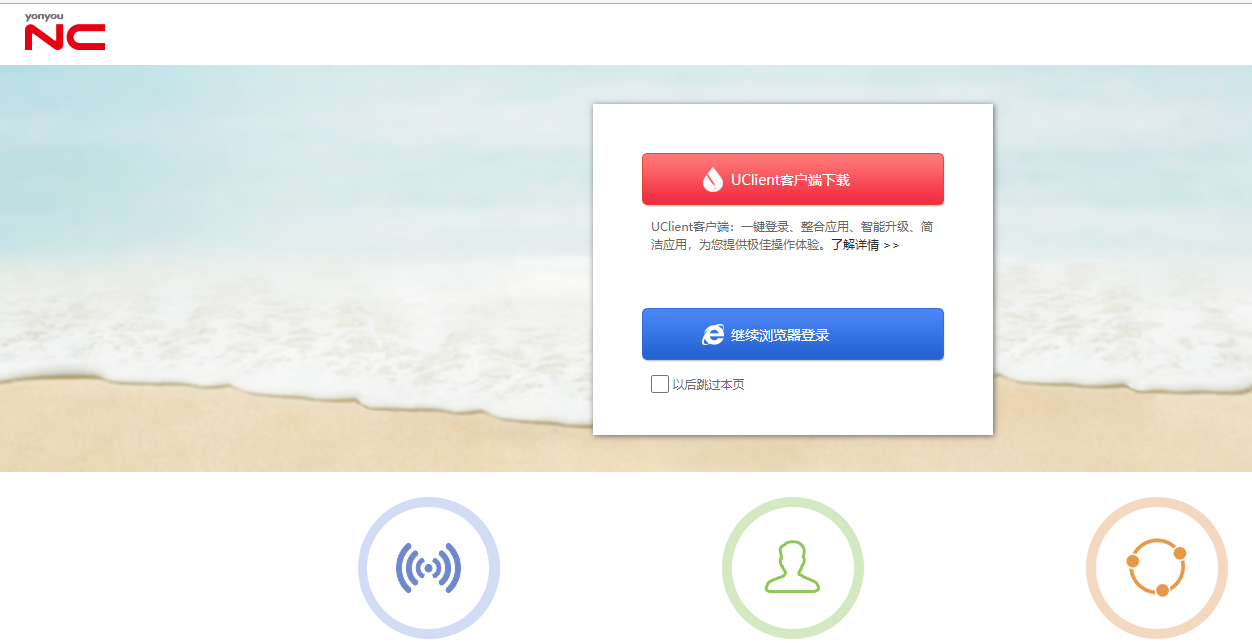 yonyou
NC
UClient客户端下载
UClient客户端：一键登录、整合应用、智能升级、简
洁应用，为您提供极佳操作体验。了解详情 >>
继续浏览器登录
以后跳过本页